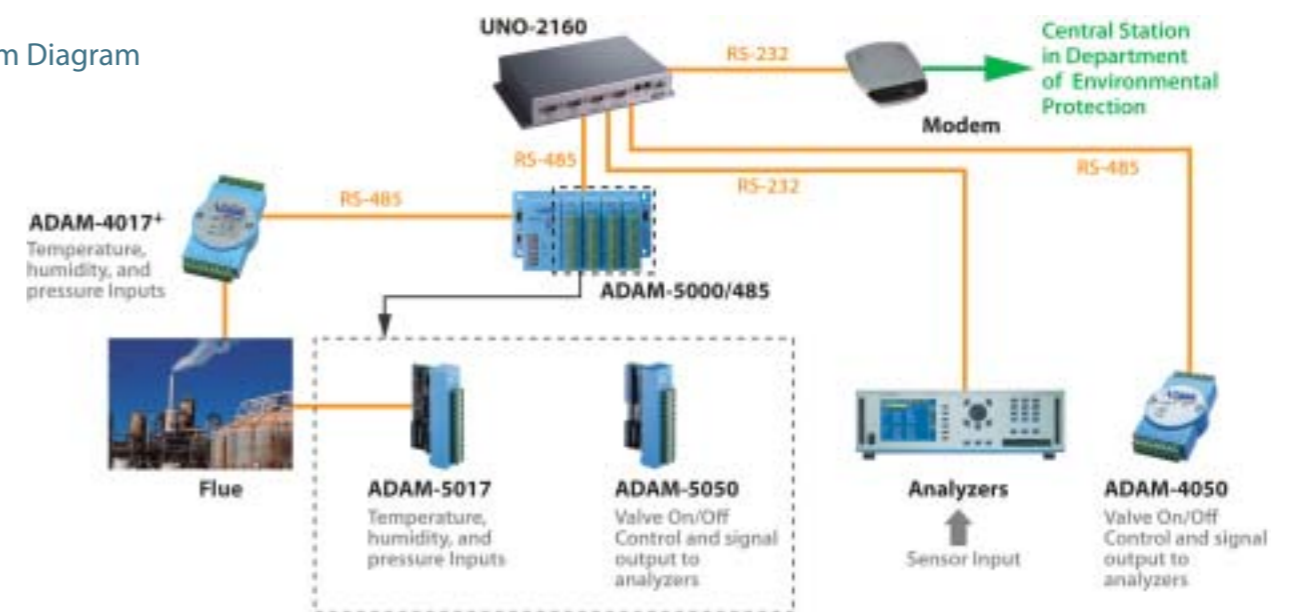 m Diagram
UNO-2160
RS-232
Central Station
in Department
of Environmental
Protection
Modem
RS-485
RS-232
RS-485
RS-485
ADAM-4017+
Temperature,
humidity, and
pressure Inputs
ADAM-5000/485
Flue
ADAM-5017
Temperature,
humidity, and
pressure Inputs
ADAM-5050
Valve On/Off
Control and signal
output to
analyzers
Analyzers
Sensor Input
ADAM-4050
Valve On/Off
Control and signal
output to
analyzers